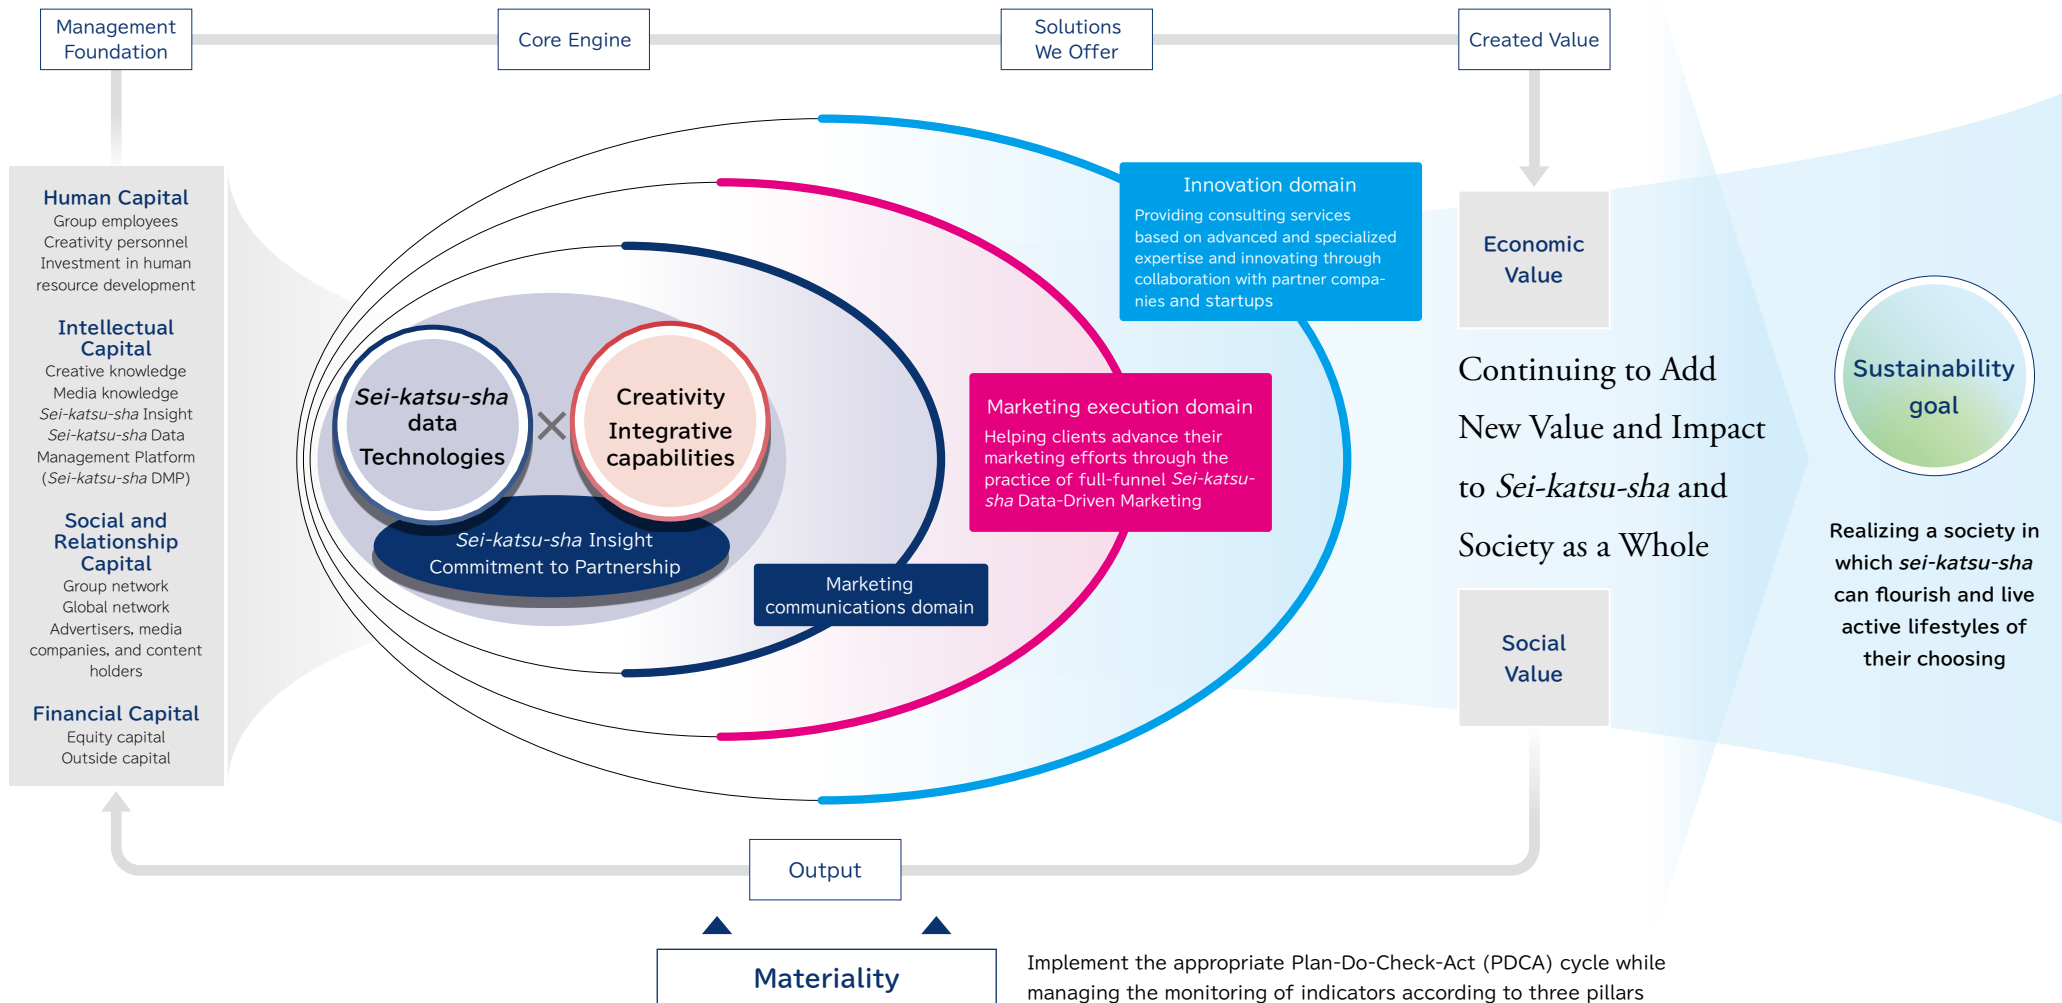 Management
Foundation
Core Engine
Solutions
We Offer
Created Value
Human Capital
Group employees
Creativity personnel
Investment in human
resource development
Intellectual
Capital
Creative knowledge
Media knowledge
Sei-katsu-sha Insight
Sei-katsu-sha Data
Management Platform
(Sei-katsu-sha DMP)
Social and
Relationship
Capital
Group network
Global network
Advertisers, media
companies, and content
holders
Financial Capital
Equity capital
Outside capital
Sei-katsu-sha
data
Technologies
×
Creativity
Integrative
capabilities
Sei-katsu-sha Insight
Commitment to Partnership
Marketing
communications domain
Marketing execution domain
Helping clients advance their
marketing efforts through the
practice of full-funnel Sei-katsu-
sha Data-Driven Marketing
Innovation domain
Providing consulting services
based on advanced and specialized
expertise and innovating through
collaboration with partner compa-
nies and startups
Economic
Value
Continuing to Add
New Value and Impact
to Sei-katsu-sha and
Society as a Whole
Social
Value
Sustainability
goal
Realizing a society in
which sei-katsu-sha
can flourish and live
active lifestyles of
their choosing
Output
Materiality
Implement the appropriate Plan-Do-Check-Act (PDCA) cycle while
managing the monitoring of indicators according to three pillars